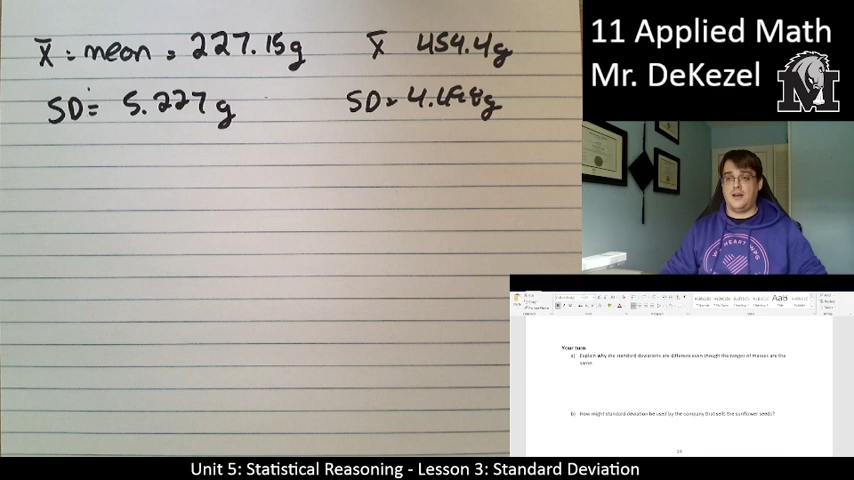 x̄ = mean = 227.15g
x̄ 454.4g
SD = 5.227g
SD = 4.498g
11 Applied Math
Mr. DeKezel
M
Your turn
a) Explain why the standard deviations are different even though the ranges of masses are the
same.
b) How might standard deviation be used by the company that sells the sunflower seeds?
Unit 5: Statistical Reasoning - Lesson 3: Standard Deviation